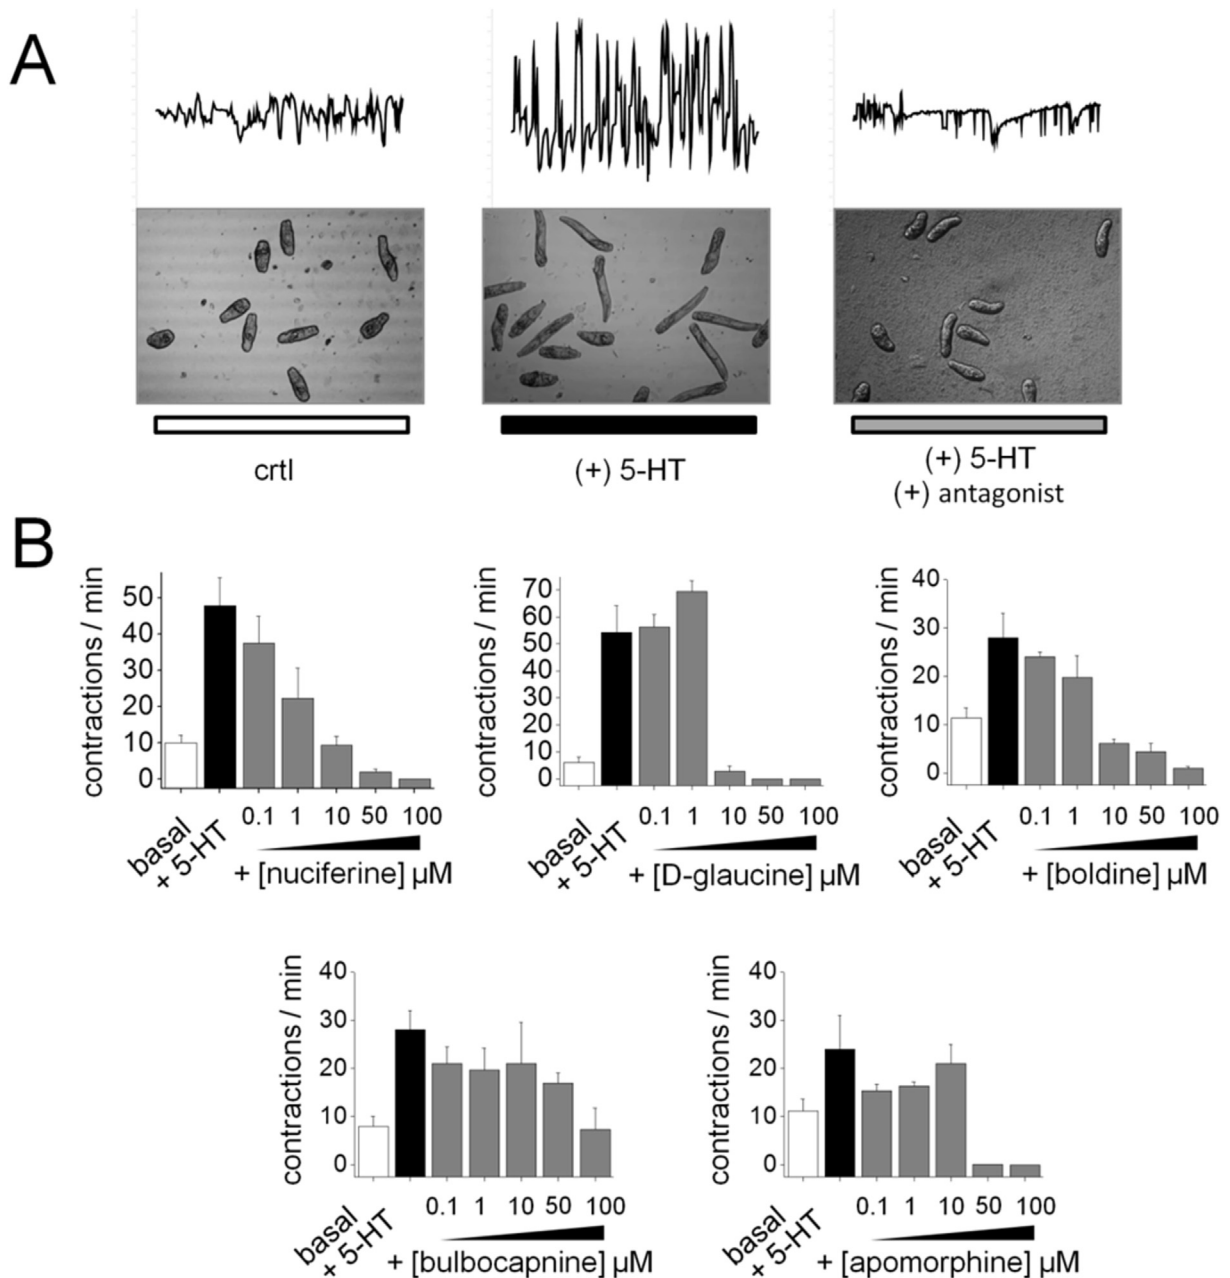 A
crtl
(+) 5-HT
(+) 5-HT
(+) antagonist
B
contractions / min
50
40
30
20
10
0
basal
+ 5-HT
0.1 1 10 50 100
+ [nuciferine] µM
contractions / min
70
60
50
40
30
20
10
0
basal
+ 5-HT
0.1 1 10 50 100
+ [D-glaucine] µM
contractions / min
40
30
20
10
0
basal
+ 5-HT
0.1 1 10 50 100
+ [boldine] µM
contractions / min
40
30
20
10
0
basal
+ 5-HT
0.1 1 10 50 100
+ [bulbocapnine] µM
contractions / min
40
30
20
10
0
basal
+ 5-HT
0.1 1 10 50 100
+ [apomorphine] µM